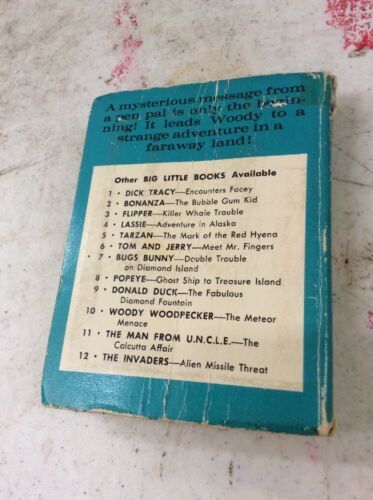 A mysterious message from
a pen pal is only the begin-
ning! It leads Woody to a
strange adventure in a
faraway land!
Other BIG LITTLE BOOKS Available
1 • DICK TRACY—Encounters Facey
2 • BONANZA—The Bubble Gum Kid
3 • FLIPPER—Killer Whale Trouble
4 • LASSIE—Adventure in Alaska
5 • TARZAN—The Mark of the Red Hyena
6 • TOM AND JERRY—Meet Mr. Fingers
7 • BUGS BUNNY—Double Trouble
on Diamond Island
8 • POPEYE—Ghost Ship to Treasure Island
9 • DONALD DUCK—The Fabulous
Diamond Fountain
10 • WOODY WOODPECKER—The Meteor
Menace
11 • THE MAN FROM U.N.C.L.E.—The
Calcutta Affair
12 • THE INVADERS—Alien Missile Threat